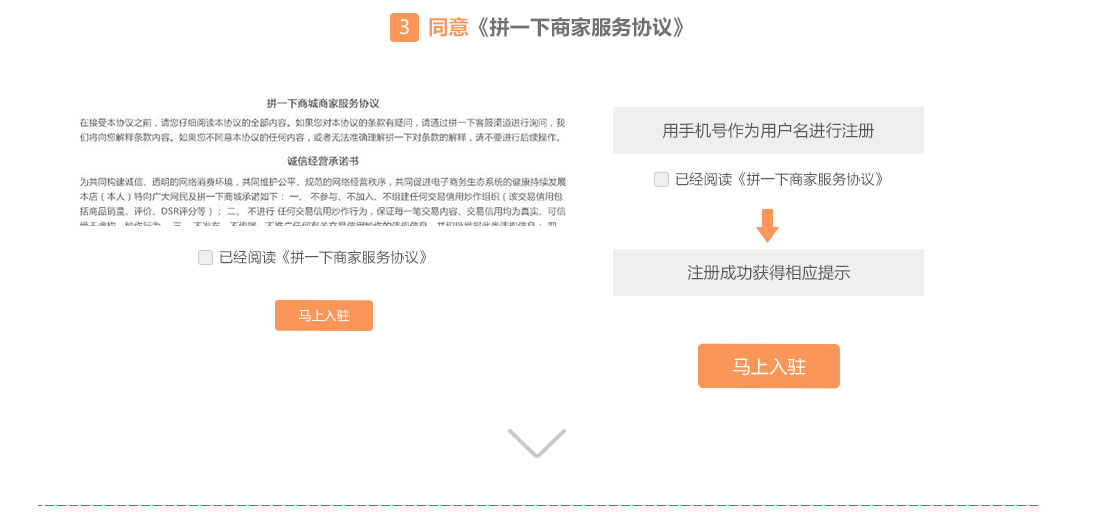 3 同意《拼一下商家服务协议》
拼一下商城商家服务协议
在接受本协议之前，请您仔细阅读本协议的全部内容。如果您对本协议的条款有疑问，请通过拼一下客服渠道进行询问，我
们将向您解释条款内容。如果您不同意本协议的任何内容，或者无法准确理解拼一下对条款的解释，请不要进行后续操作。
诚信经营承诺书
为共同构建诚信、透明的网络消费环境，共同维护公平、规范的网络经营秩序，共同促进电子商务生态系统的健康持续发展
本店（本人）特向广大网民及拼一下商城承诺如下：一、 不参与、不加入、不组建任何交易信用炒作组织（该交易信用包
括商品销量、评价、DSR评分等）； 二、 不进行 任何交易信用炒作行为，保证每一笔交易内容、交易信用均为真实、可信
已经阅读《拼一下商家服务协议》
马上入驻
用手机号作为用户名进行注册
已经阅读《拼一下商家服务协议》
注册成功获得相应提示
马上入驻